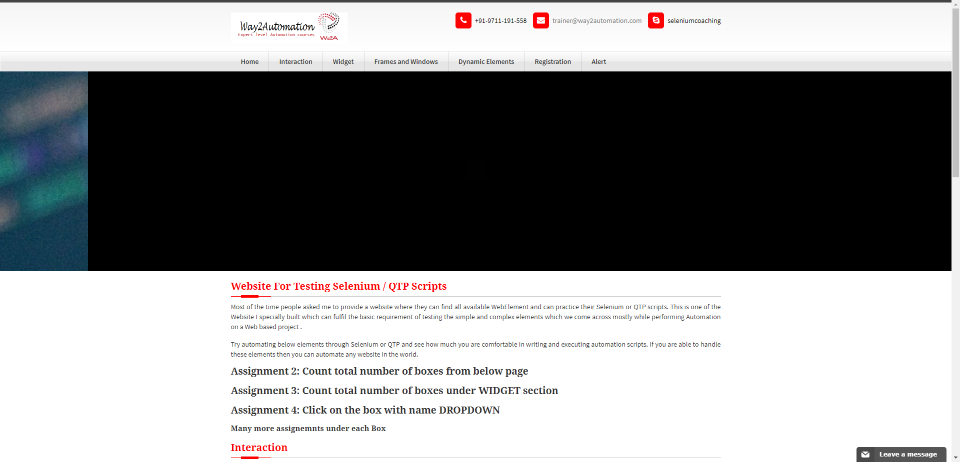 Way2Automation
Expert level Automation courses
W2A
+91-9711-191-558
trainer@way2automation.com
seleniumcoaching
Home
Interaction
Widget
Frames and Windows
Dynamic Elements
Registration
Alert
Website For Testing Selenium / QTP Scripts
Most of the time people asked me to provide a website where they can find all available WebElement and can practice their Selenium or QTP scripts. This is one of the
Website I specially built which can fulfil the basic requirement of testing the simple and complex elements which we come across mostly while performing Automation
on a Web based project .
Try automating below elements through Selenium or QTP and see how much you are comfortable in writing and executing automation scripts. If you are able to handle
these elements then you can automate any website in the world.
Assignment 2: Count total number of boxes from below page
Assignment 3: Count total number of boxes under WIDGET section
Assignment 4: Click on the box with name DROPDOWN
Many more assignemnts under each Box
Interaction
Leave a message